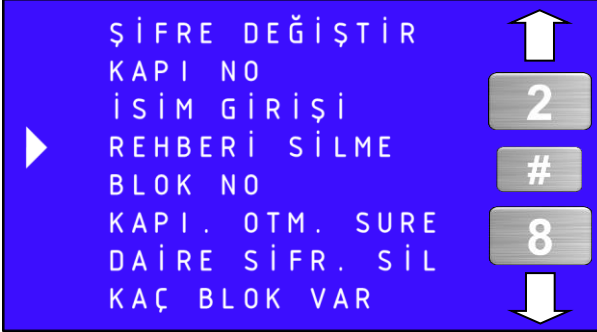 ŞİFRE DEĞİŞTİR
KAPI NO
İSİM GİRİŞİ
REHBERİ SİLME
BLOK NO
KAPI. OTM. SURE
DAİRE SİFR. SİL
KAÇ BLOK VAR
2
#
8